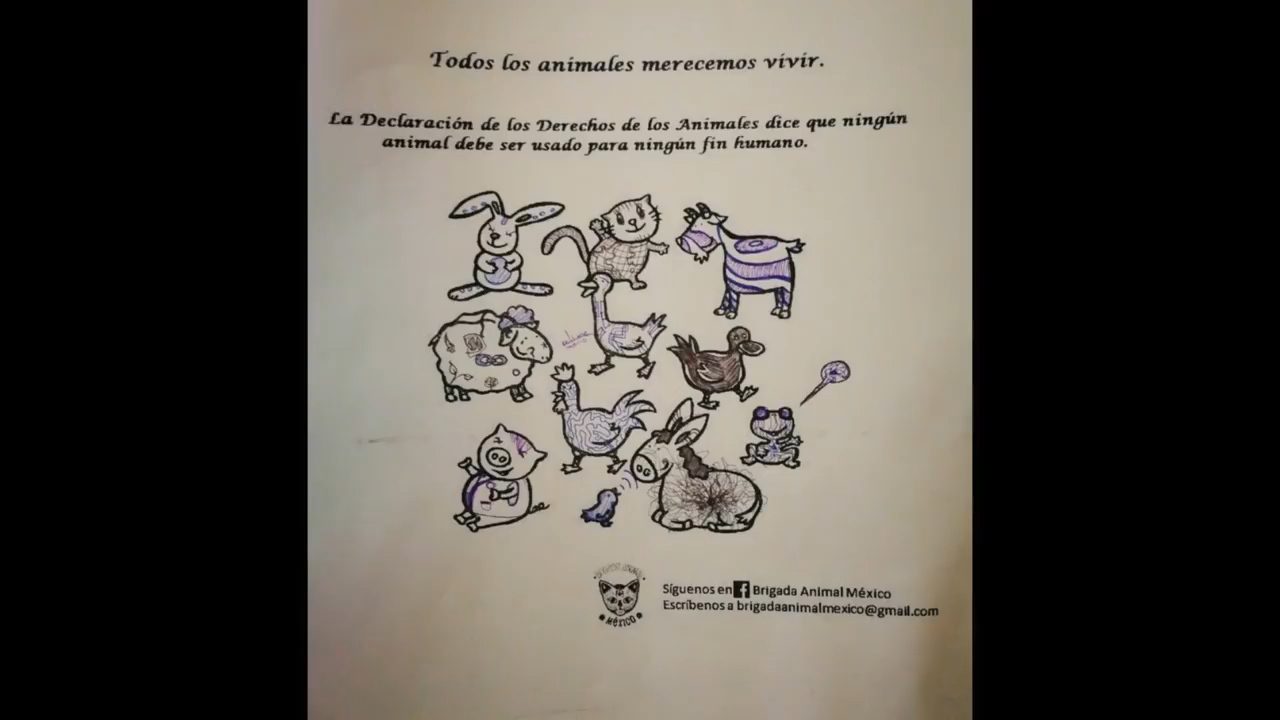 Todos los animales merecemos vivir.
La Declaración de los Derechos de los Animales dice que ningún
animal debe ser usado para ningún fin humano.
Síguenos en f Brigada Animal México
Escríbenos a brigadaanimalmexico@gmail.com
MÉXICO